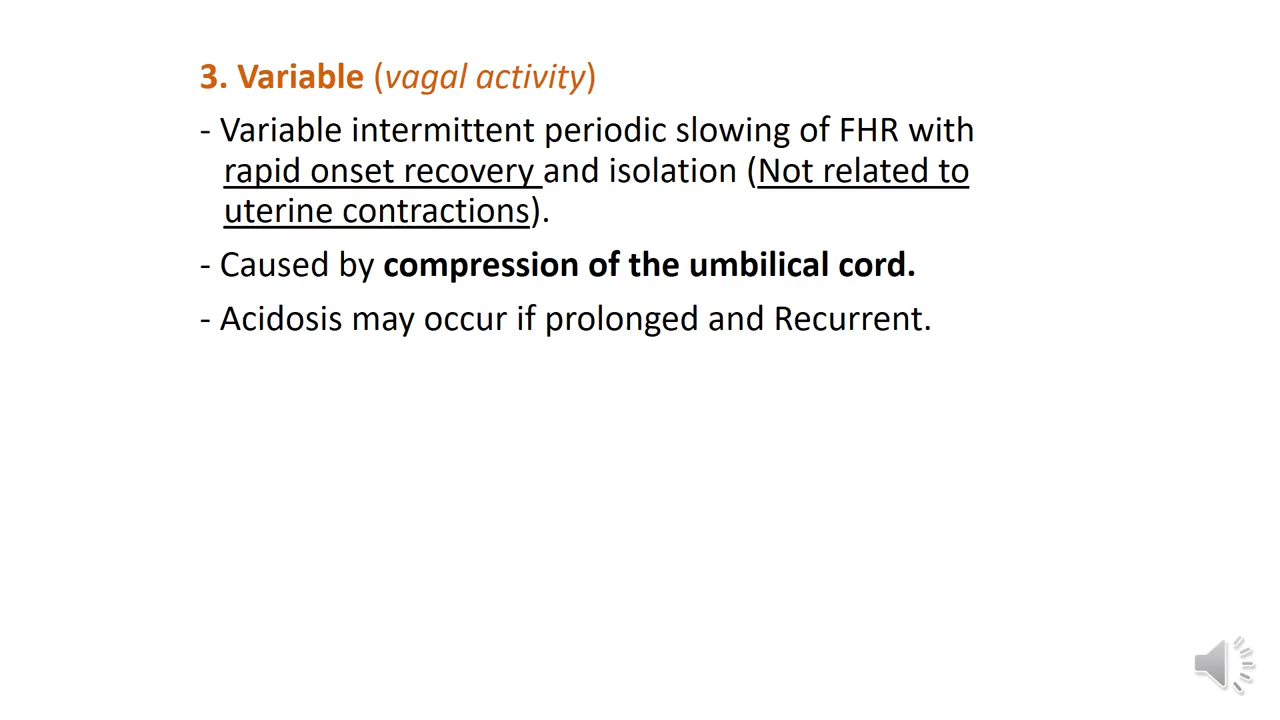 3. Variable (vagal activity)
- Variable intermittent periodic slowing of FHR with
rapid onset recovery and isolation (Not related to
uterine contractions).
- Caused by compression of the umbilical cord.
- Acidosis may occur if prolonged and Recurrent.